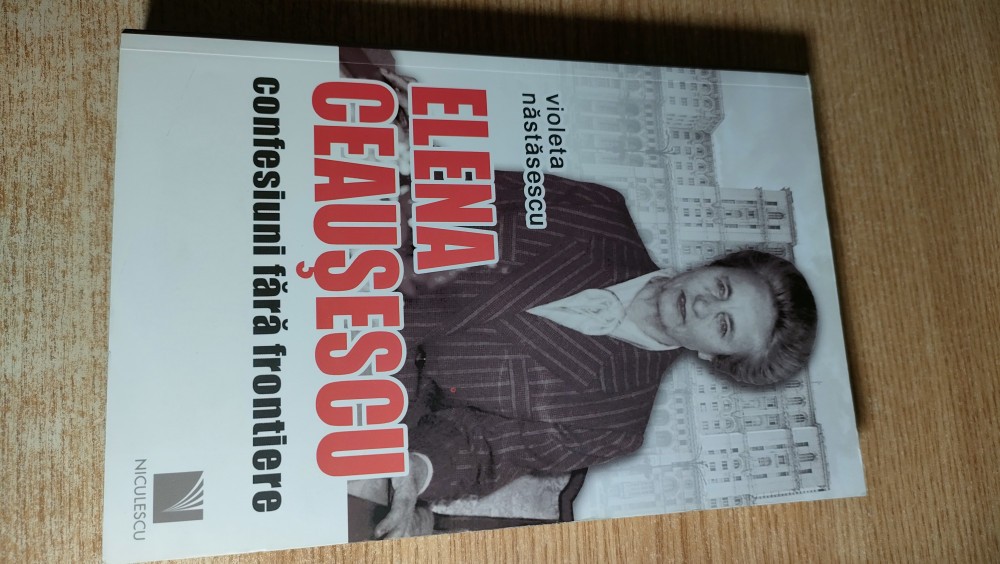 violeta
năstăsescu
ELENA
CEAUȘESCU
confesiuni fără frontiere
NICULESCU